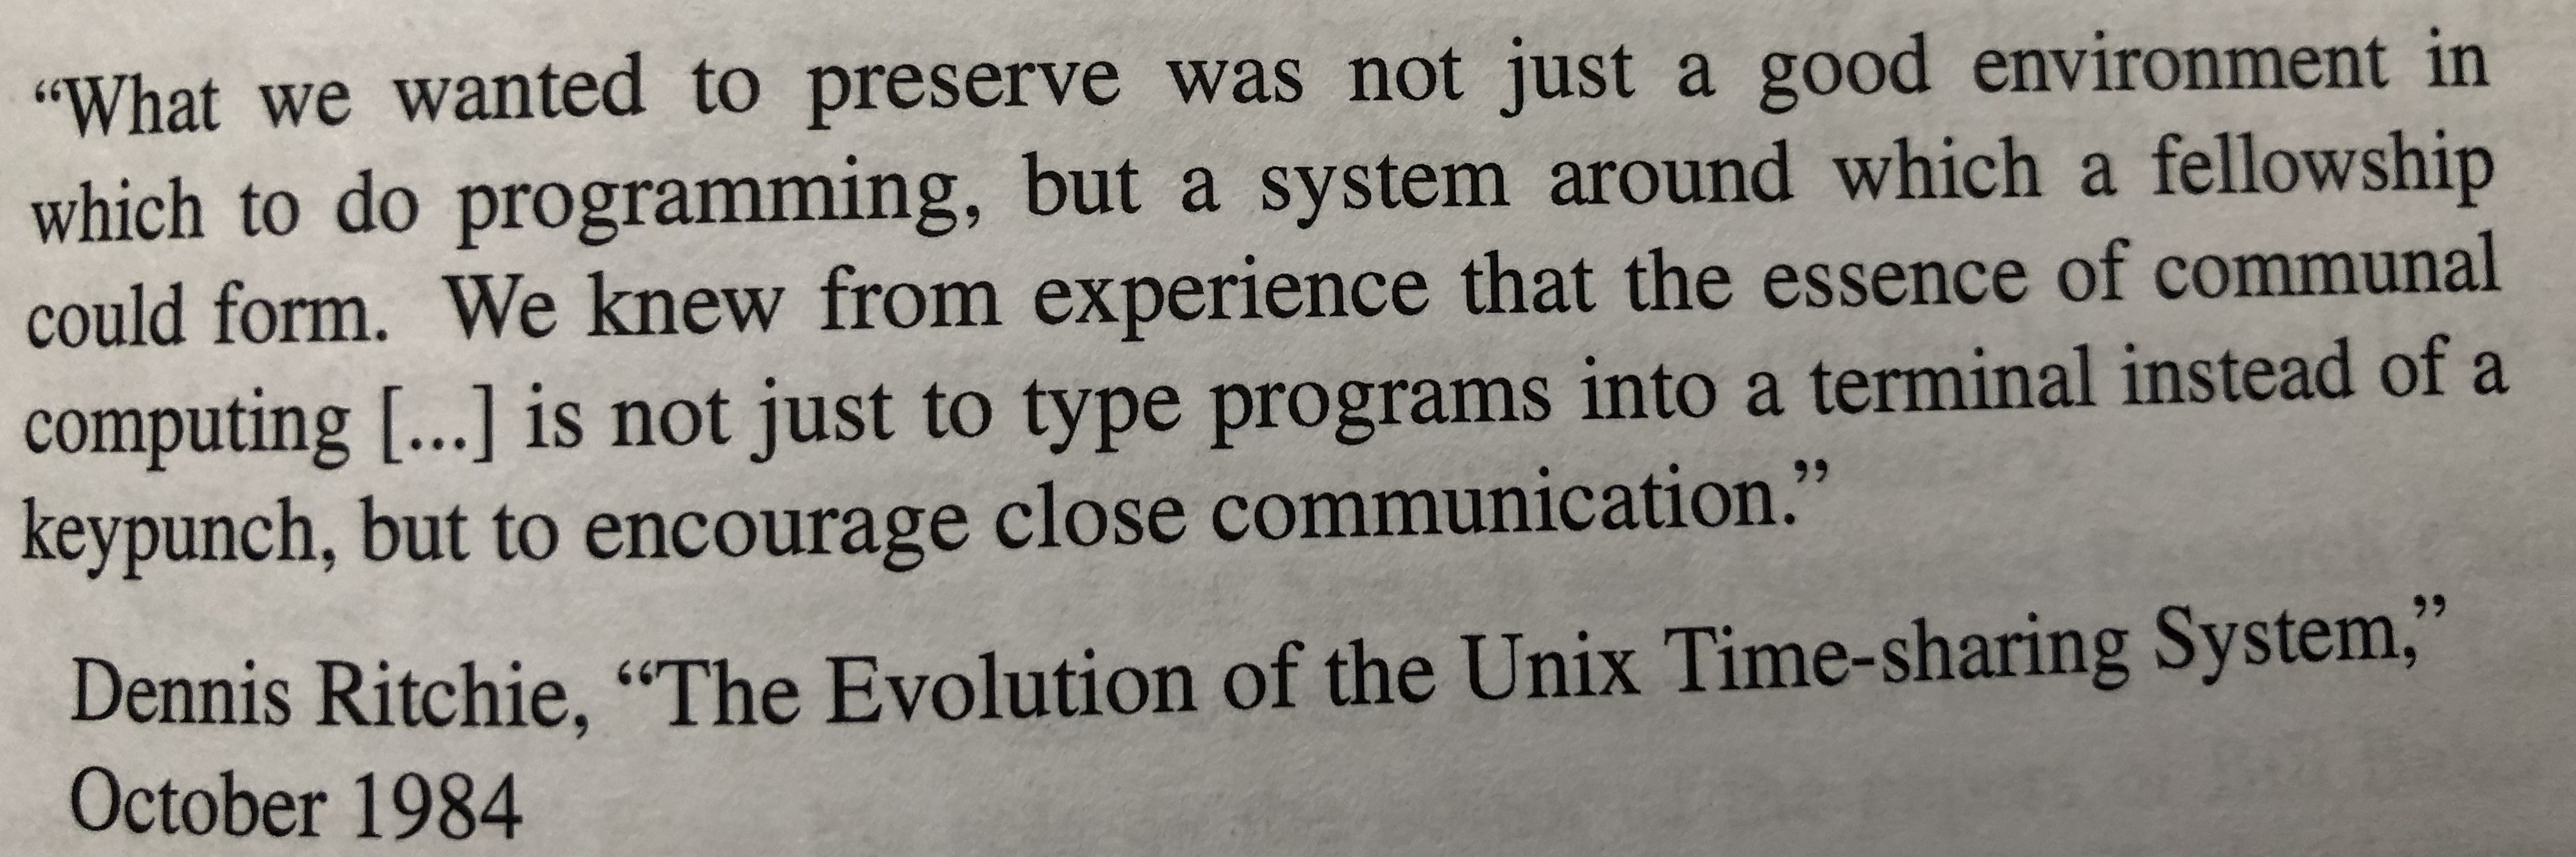 “What we wanted to preserve was not just a good environment in
which to do programming, but a system around which a fellowship
could form. We knew from experience that the essence of communal
computing [...] is not just to type programs into a terminal instead of a
keypunch, but to encourage close communication.”
Dennis Ritchie, “The Evolution of the Unix Time-sharing System,”
October 1984